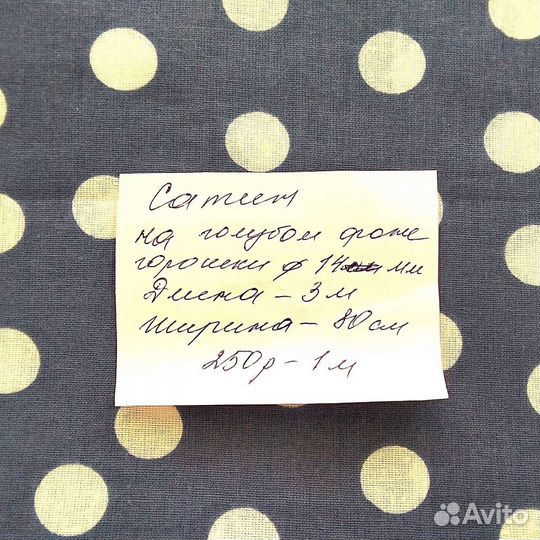 Сатин
на голубом фоне
горошки ⌀ 14 мм
Длина – 3 м
Ширина – 80 см
250р – 1 м
Avito